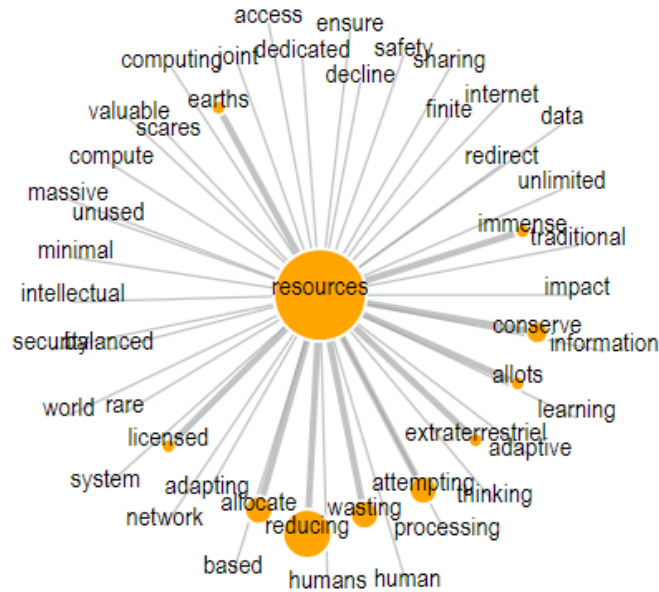 access
ensure
computing
joint
dedicated
safety
sharing
decline
earths
internet
valuable
scares
finite
data
compute
redirect
massive
unlimited
unused
immense
traditional
minimal
resources
impact
intellectual
conserve
security
balanced
information
allots
world
rare
learning
licensed
extraterrestriel
adaptive
system
adapting
attempting
thinking
network
allocate
wasting
reducing
processing
based
humans
human